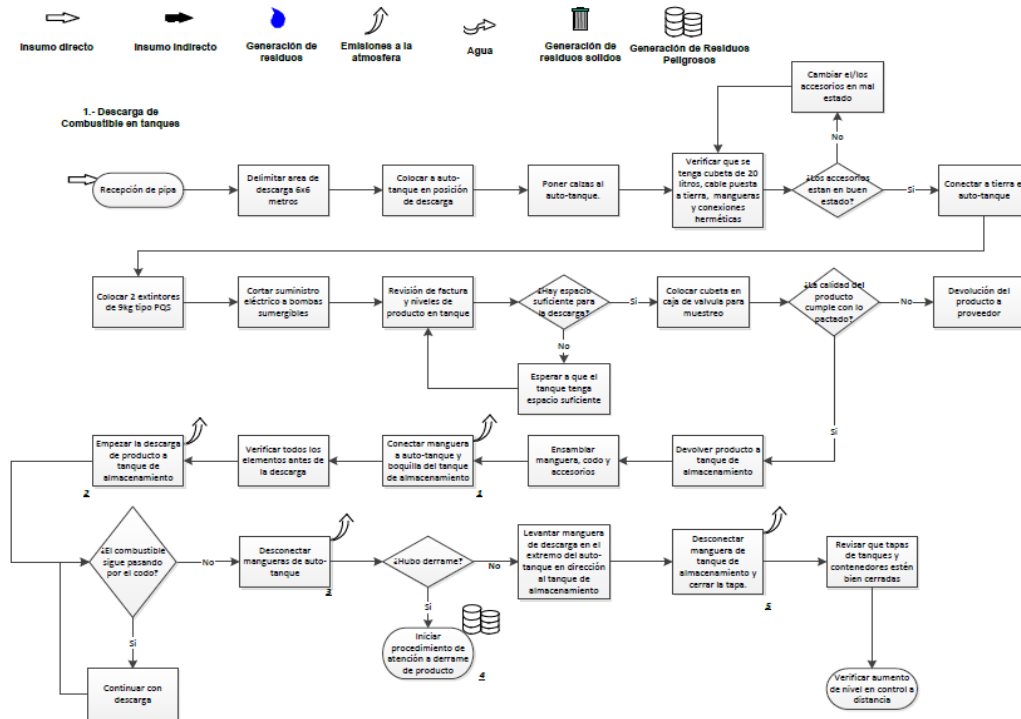 Insumo directo
Insumo Indirecto
Generación de
residuos
Emisiones a la
atmosfera
Agua
Generación de
residuos solidos
Generación de Residuos
Peligrosos
1.- Descarga de
Combustible en tanques
Cambiar el/los
accesorios en mal
estado
No
Recepción de pipa
Delimitar area de
descarga 6x6
metros
Colocar a auto-
tanque en posición
de descarga
Poner calzas al
auto-tanque.
Verificar que se
tenga cubeta de 20
litros, cable puesta
a tierra, mangueras
y conexiones
herméticas
¿Los accesorios
estan en buen
estado?
Si
Conectar a tierra el
auto-tanque
Colocar 2 extintores
de 9kg tipo PQS
Cortar suministro
eléctrico a bombas
sumergibles
Revisión de factura
y niveles de
producto en tanque
¿Hay espacio
suficiente para
la descarga?
Si
Colocar cubeta en
caja de valvula para
muestreo
¿La calidad del
producto
cumple con lo
pactado?
No
Devolución del
producto a
proveedor
No
Esperar a que el
tanque tenga
espacio suficiente
Si
Empezar la descarga
de producto a
tanque de
almacenamiento
2
Verificar todos los
elementos antes de
la descarga
Conectar manguera
a auto-tanque y
boquilla del tanque
de almacenamiento
1
Ensamblar
manguera, codo y
accesorios
Devolver producto a
tanque de
almacenamiento
¿El combustible
sigue pasando
por el codo?
No
Desconectar
mangueras de auto-
tanque
3
¿Hubo derrame?
No
Levantar manguera
de descarga en el
extremo del auto-
tanque en dirección
al tanque de
almacenamiento
Desconectar
manguera de
tanque de
almacenamiento y
cerrar la tapa.
5
Revisar que tapas
de tanques y
contenedores estén
bien cerradas
Si
Continuar con
descarga
Si
Iniciar
procedimiento de
atención a derrame
de producto
4
Verificar aumento
de nivel en control a
distancia